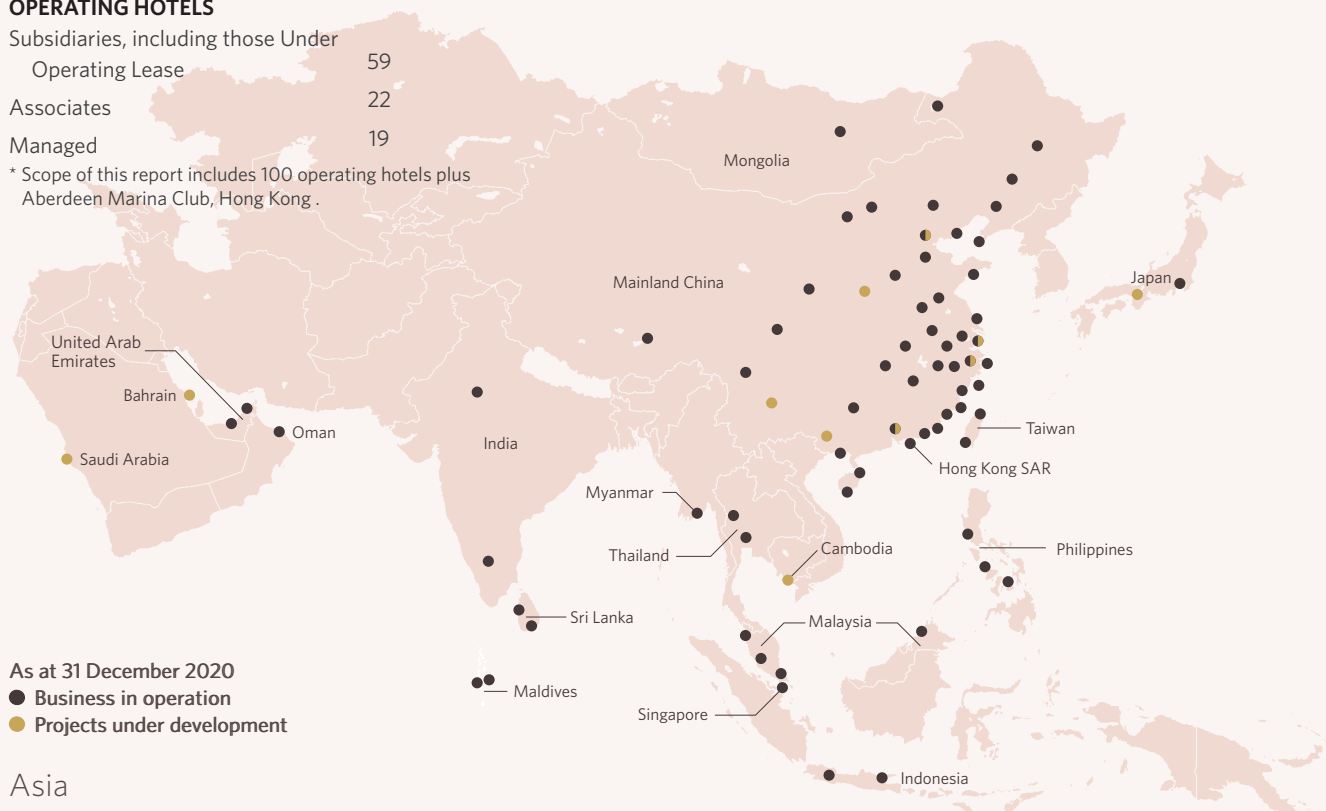 OPERATING HOTELS
Subsidiaries, including those Under
Operating Lease 59
Associates 22
Managed 19
* Scope of this report includes 100 operating hotels plus
Aberdeen Marina Club, Hong Kong .
Mongolia
Mainland China
Japan
United Arab
Emirates
Bahrain
Oman
India
Saudi Arabia
Taiwan
Hong Kong SAR
Myanmar
Thailand
Cambodia
Philippines
Sri Lanka
Malaysia
Maldives
Singapore
Indonesia
As at 31 December 2020
Business in operation
Projects under development
Asia